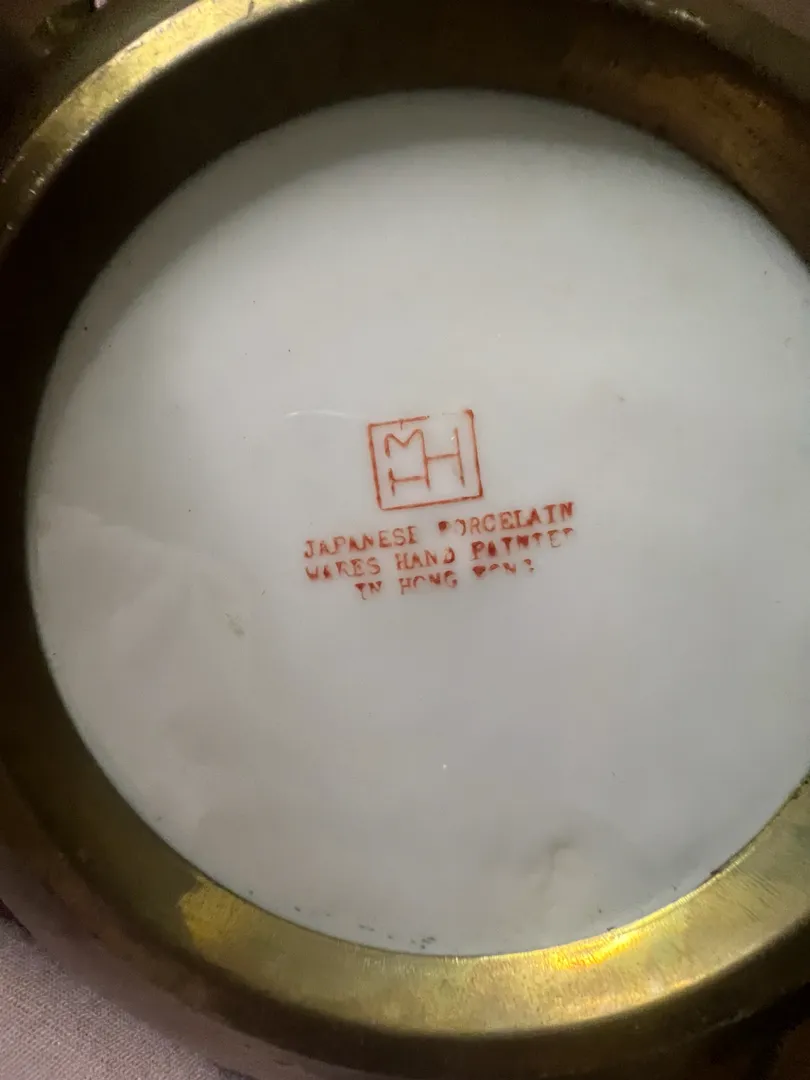 JAPANESE PORCELAIN
WARES HAND PAINTED
IN HONG KONG